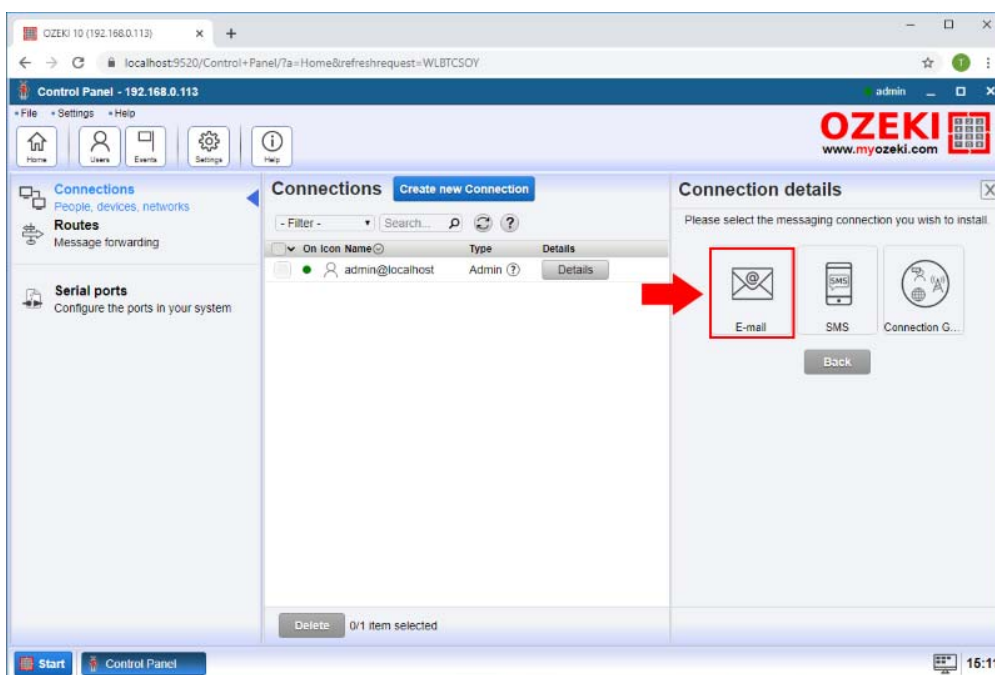 OZEKI 10 (192.168.0.113)
localhost:9520/Control+Panel/?a=Home&refreshrequest=WLBTCSOY
T
Control Panel - 192.168.0.113
admin
File Settings Help
Home Users Events Settings Help
OZEKI
www.myozeki.com
Connections
People, devices, networks
Routes
Message forwarding
Serial ports
Configure the ports in your system
Connections Create new Connection
- Filter - Search... ?
On Icon Name Type Details
admin@localhost Admin ? Details
Delete 0/1 item selected
Connection details X
Please select the messaging connection you wish to install.
SMS
E-mail SMS Connection G...
Back
Start Control Panel 15:11